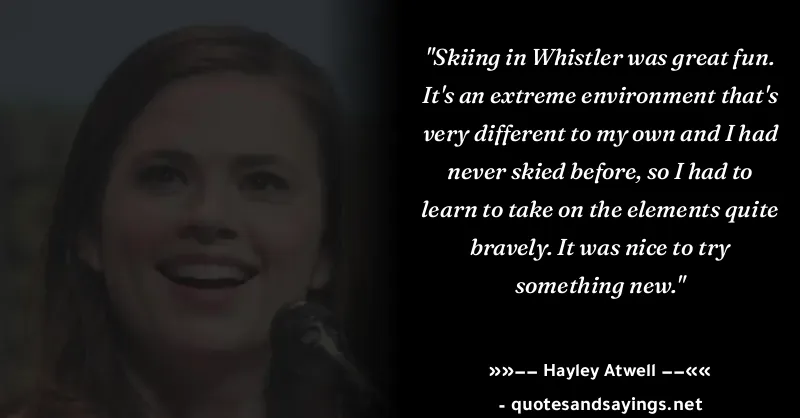 "Skiing in Whistler was great fun.
It's an extreme environment that's
very different to my own and I had
never skied before, so I had to
learn to take on the elements quite
bravely. It was nice to try
something new."
»»−− Hayley Atwell −−««
- quotesandsayings.net